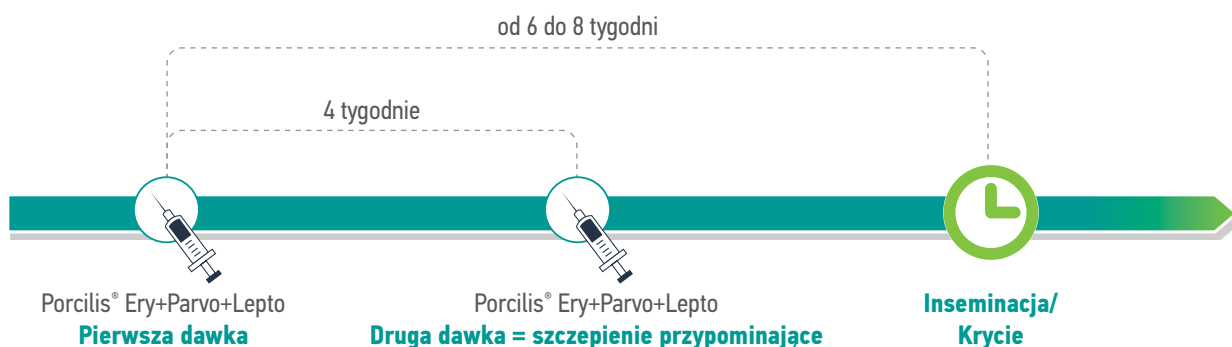 od 6 do 8 tygodni
4 tygodnie
Porcilis® Ery+Parvo+Lepto
Pierwsza dawka
Porcilis® Ery+Parvo+Lepto
Druga dawka = szczepienie przypominające
Inseminacja/
Krycie